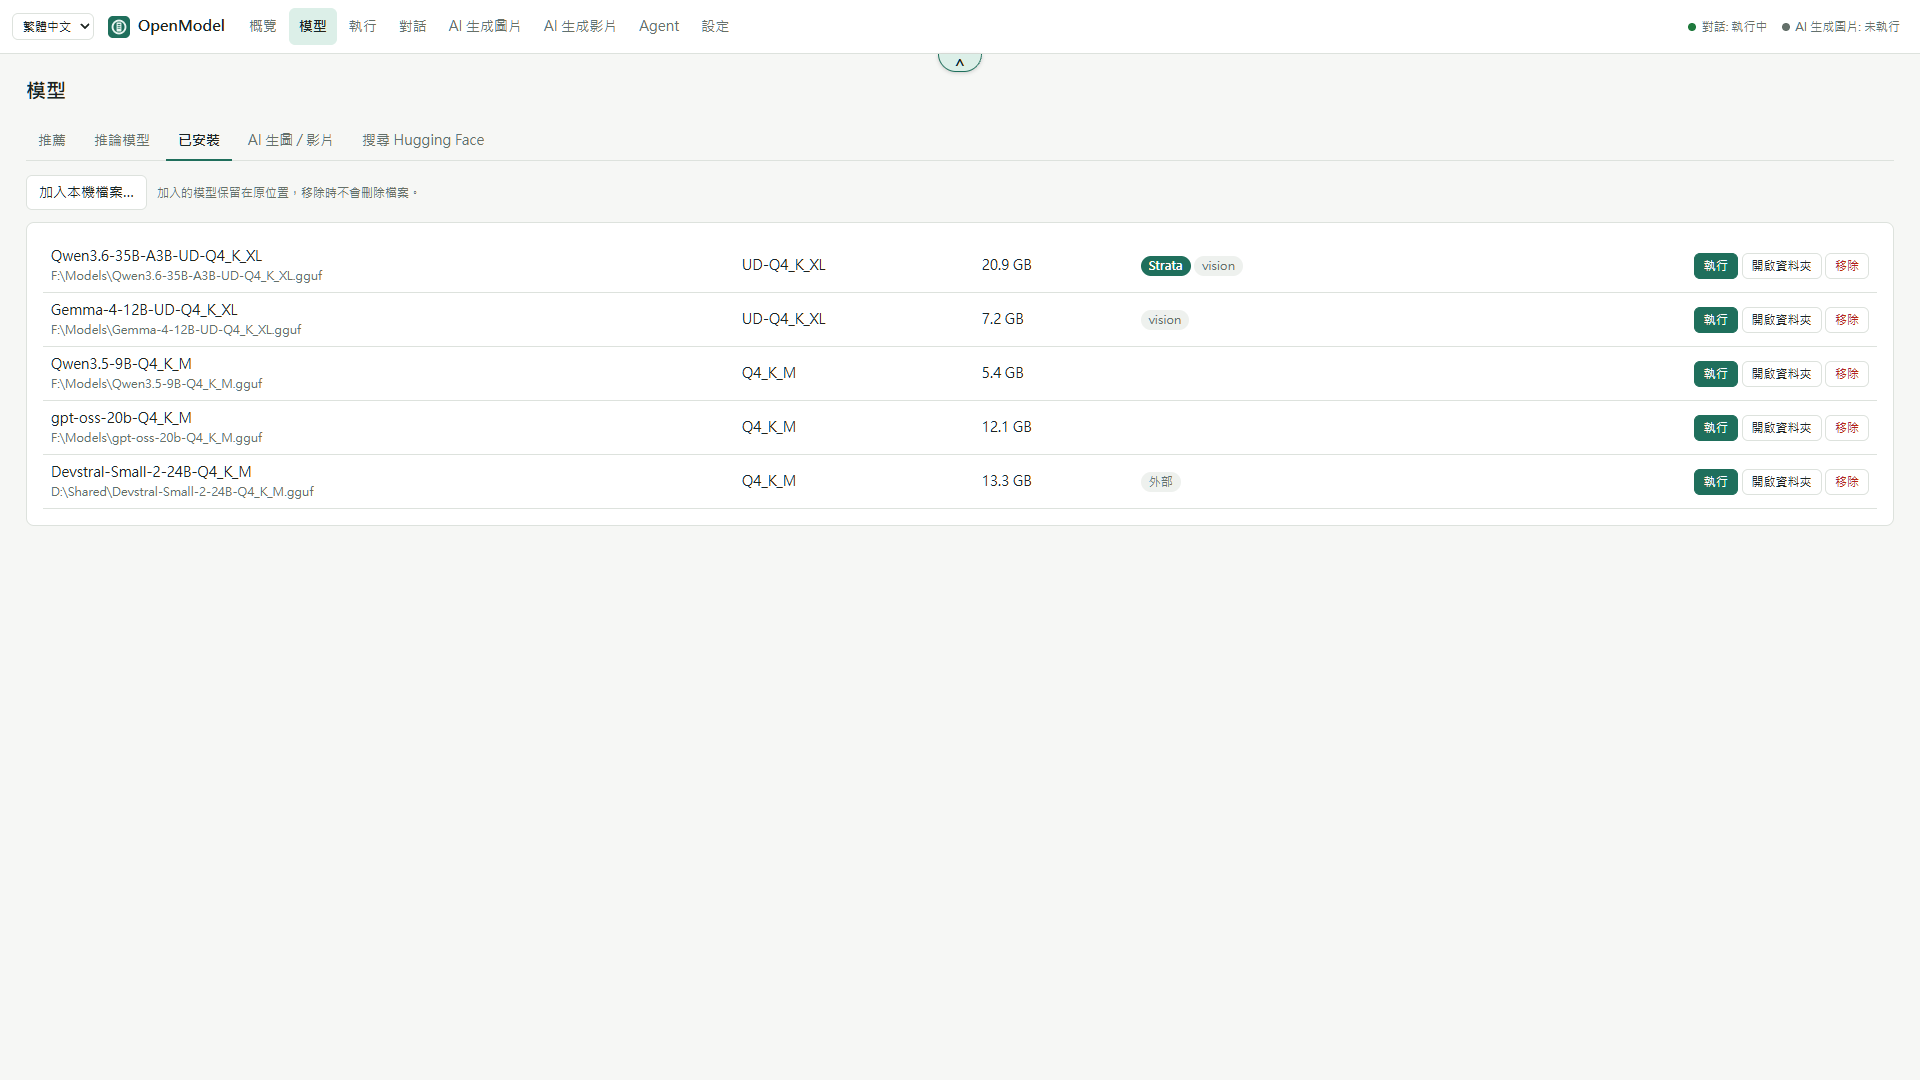 繁體中文 OpenModel 概覽 模型 執行 對話 AI 生成圖片 AI 生成影片 Agent 設定 對話: 執行中 AI 生成圖片: 未執行
模型
推薦 推論模型 已安裝 AI 生圖 / 影片 搜尋 Hugging Face
加入本機檔案... 加入的模型保留在原位置，移除時不會刪除檔案。
Qwen3.6-35B-A3B-UD-Q4_K_XL UD-Q4_K_XL 20.9 GB Strata vision 執行 開啟資料夾 移除
F:\Models\Qwen3.6-35B-A3B-UD-Q4_K_XL.gguf
Gemma-4-12B-UD-Q4_K_XL UD-Q4_K_XL 7.2 GB vision 執行 開啟資料夾 移除
F:\Models\Gemma-4-12B-UD-Q4_K_XL.gguf
Qwen3.5-9B-Q4_K_M Q4_K_M 5.4 GB 執行 開啟資料夾 移除
F:\Models\Qwen3.5-9B-Q4_K_M.gguf
gpt-oss-20b-Q4_K_M Q4_K_M 12.1 GB 執行 開啟資料夾 移除
F:\Models\gpt-oss-20b-Q4_K_M.gguf
Devstral-Small-2-24B-Q4_K_M Q4_K_M 13.3 GB 外部 執行 開啟資料夾 移除
D:\Shared\Devstral-Small-2-24B-Q4_K_M.gguf